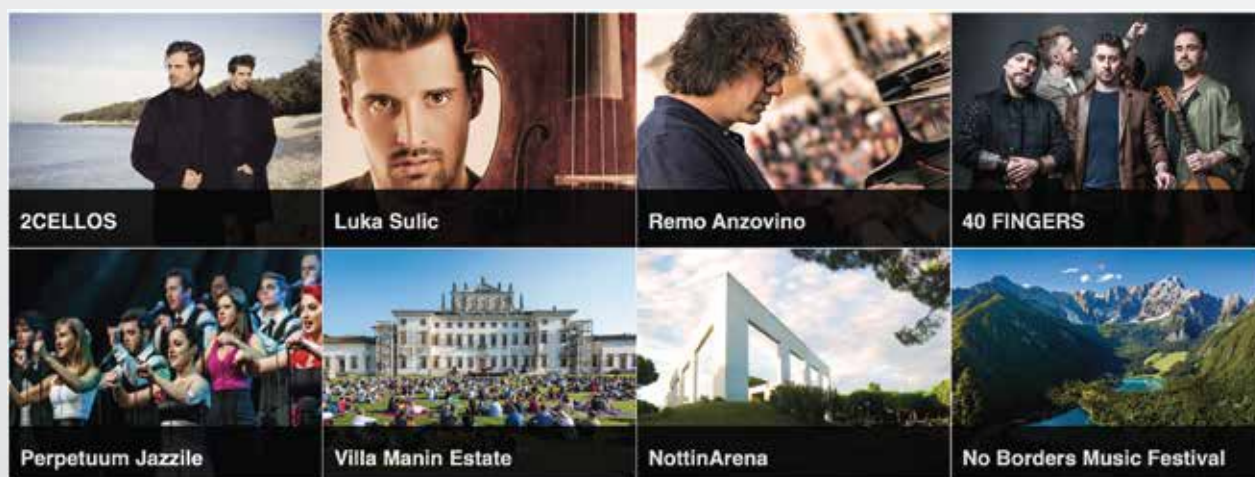 2CELLOS
Luka Sulic
Remo Anzovino
40 FINGERS
Perpetuum Jazzile
Villa Manin Estate
NottinArena
No Borders Music Festival